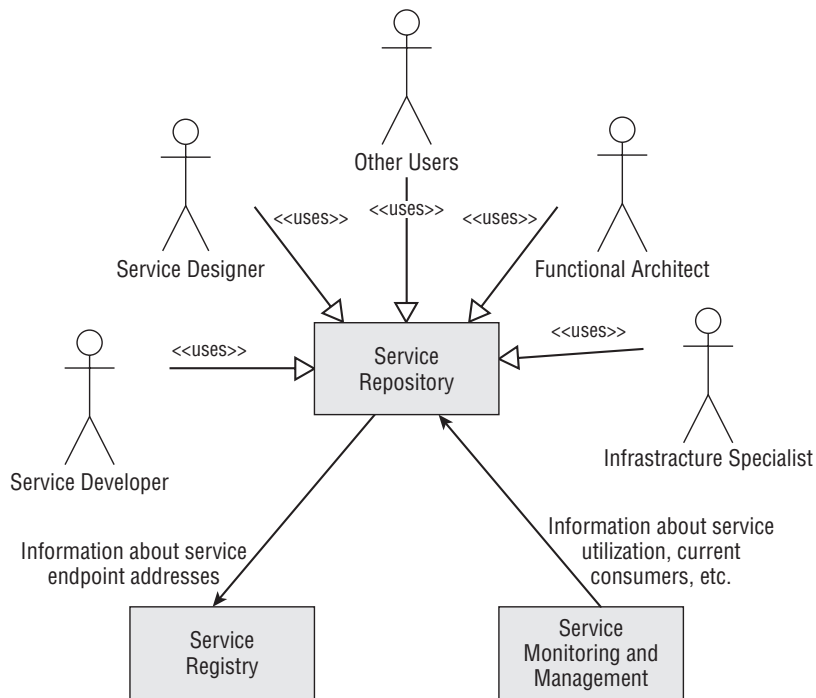 Other Users
<<uses>>
<<uses>>
<<uses>>
Service Designer
Functional Architect
<<uses>>
<<uses>>
Service
Repository
Service Developer
Infrastracture Specialist
Information about service
endpoint addresses
Information about service
utilization, current
consumers, etc.
Service
Registry
Service
Monitoring and
Management